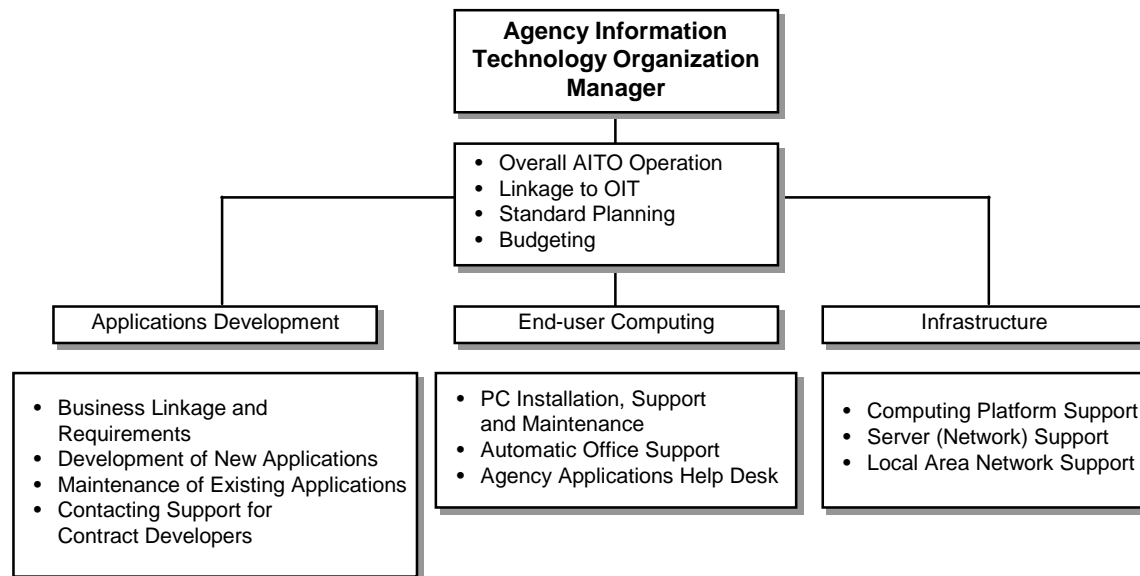 Agency Information
Technology Organization
Manager
• Overall AITO Operation
• Linkage to OIT
• Standard Planning
• Budgeting
Applications Development
End-user Computing
Infrastructure
• Business Linkage and
Requirements
• Development of New Applications
• Maintenance of Existing Applications
• Contacting Support for
Contract Developers
• PC Installation, Support
and Maintenance
• Automatic Office Support
• Agency Applications Help Desk
• Computing Platform Support
• Server (Network) Support
• Local Area Network Support